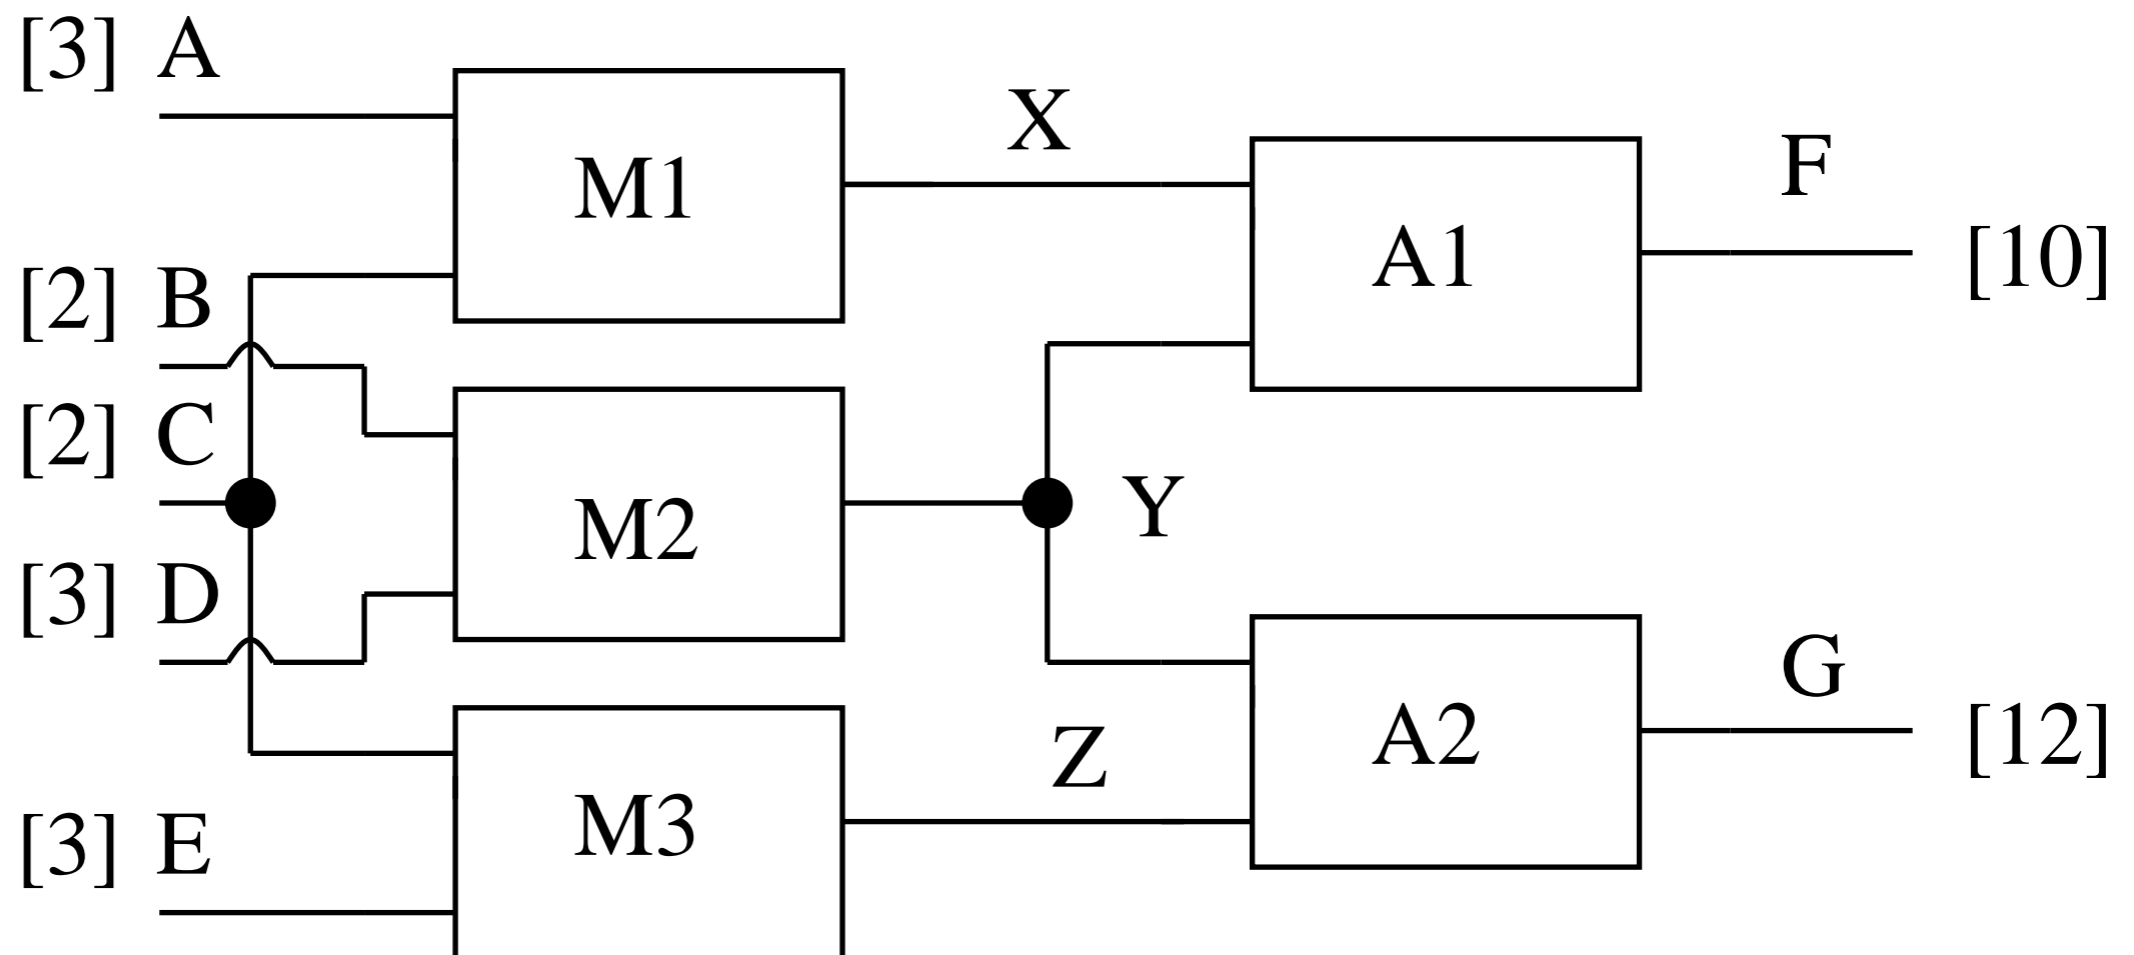 [3] A
X
M1
F
A1
[10]
[2] B
[2] C
Y
M2
[3] D
G
A2
[12]
Z
M3
[3] E